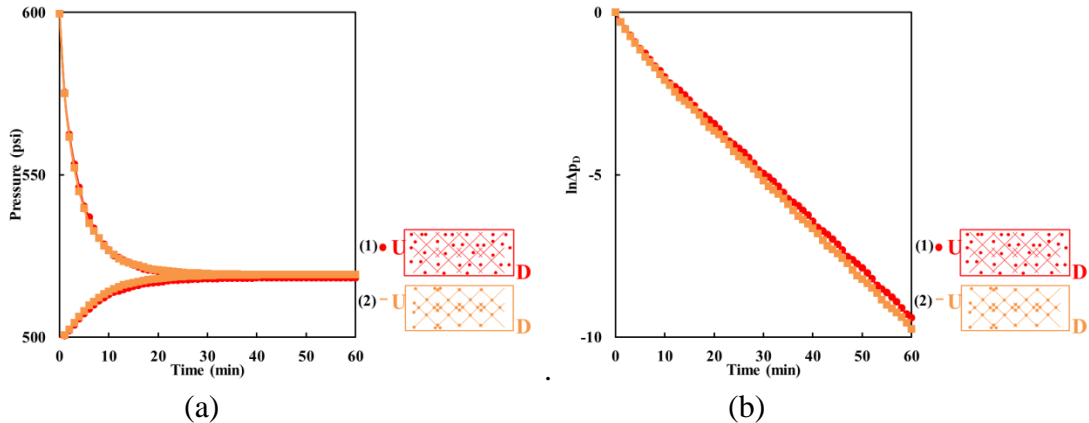 600
550
500
Pressure (psi)
0 10 20 30 40 50 60
Time (min)
(1) U
D
(2) U
D
(a)
.
0
-5
-10
lnΔpD
0 10 20 30 40 50 60
Time (min)
(1) U
D
(2) U
D
(b)